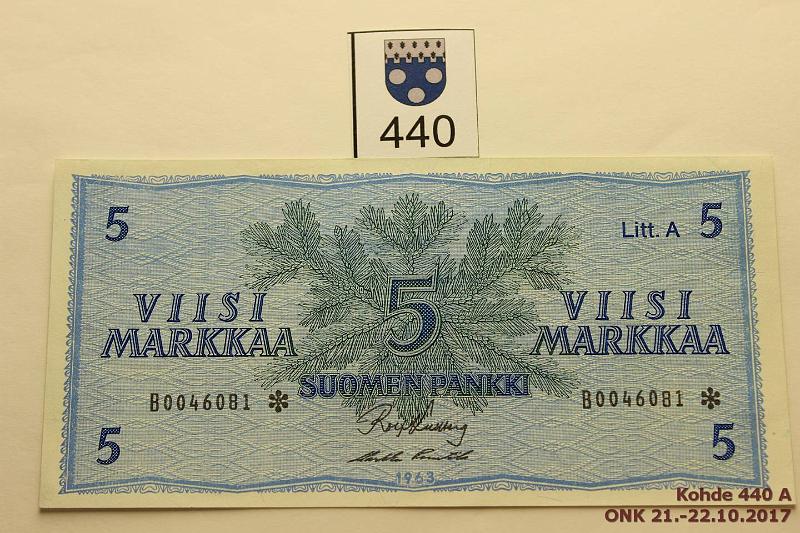 440
5
Litt. A 5
VIISI
MARKKAA
5
VIISI
MARKKAA
SUOMEN PANKKI
B0046081 *
B0046081 *
5
5
1963
Kohde 440 A
ONK 21.-22.10.2017